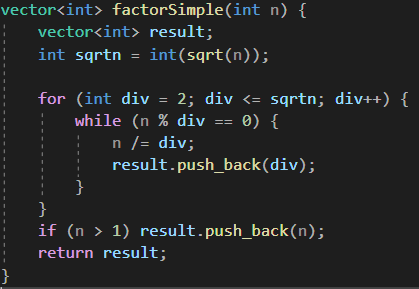 vector<int> factorSimple(int n) {
    vector<int> result;
    int sqrtn = int(sqrt(n));

    for (int div = 2; div <= sqrtn; div++) {
        while (n % div == 0) {
            n /= div;
            result.push_back(div);
        }
    }
    if (n > 1) result.push_back(n);
    return result;
}